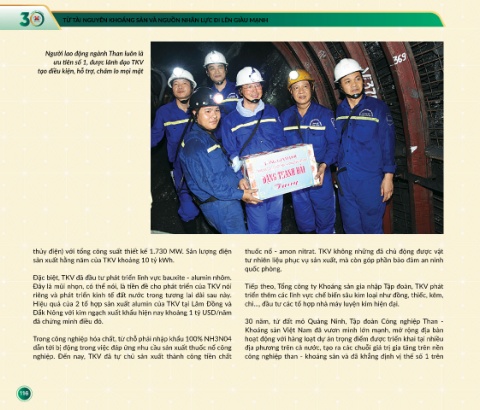 30 TỪ TÀI NGUYÊN KHOÁNG SẢN VÀ NGUỒN NHÂN LỰC ĐI LÊN GIÀU MẠNH
Người lao động ngành Than luôn là
ưu tiên số 1, được lãnh đạo TKV
tạo điều kiện, hỗ trợ, chăm lo mọi mặt
ĐẶNG THANH HẢI
thủy điện) với tổng công suất thiết kế 1.730 MW. Sản lượng điện
sản xuất hằng năm của TKV khoảng 10 tỷ kWh.
Đặc biệt, TKV đã đầu tư phát triển lĩnh vực bauxite - alumin nhôm.
Đây là mũi nhọn, có thể nói, là tiền đề cho phát triển của TKV nói
riêng và phát triển kinh tế đất nước trong tương lai dài sau này.
Hiệu quả của 2 tổ hợp sản xuất alumin của TKV tại Lâm Đồng và
Đắk Nông với kim ngạch xuất khẩu hiện nay khoảng 1 tỷ USD/năm
đã chứng minh điều đó.
Trong công nghiệp hóa chất, từ chỗ phải nhập khẩu 100% NH3N04
dẫn tới bị động trong việc đáp ứng nhu cầu sản xuất thuốc nổ công
nghiệp. Đến nay, TKV đã tự chủ sản xuất thành công tiền chất
thuốc nổ - amon nitrat. TKV không những đã chủ động được vật
tư nhiên liệu phục vụ sản xuất, mà còn góp phần bảo đảm an ninh
quốc phòng.
Tiếp theo, Tổng công ty Khoáng sản gia nhập Tập đoàn, TKV phát
triển thêm các lĩnh vực chế biến sâu kim loại như đồng, thiếc, kẽm,
chì..., đầu tư các tổ hợp nhà máy luyện kim hiện đại.
30 năm, từ đất mỏ Quảng Ninh, Tập đoàn Công nghiệp Than -
Khoáng sản Việt Nam đã vươn mình lớn mạnh, mở rộng địa bàn
hoạt động với hàng loạt dự án trọng điểm được triển khai tại nhiều
địa phương trên cả nước, tạo ra các chuỗi giá trị gia tăng trên nền
công nghiệp than - khoáng sản và đã khẳng định vị thế số 1 trên
114